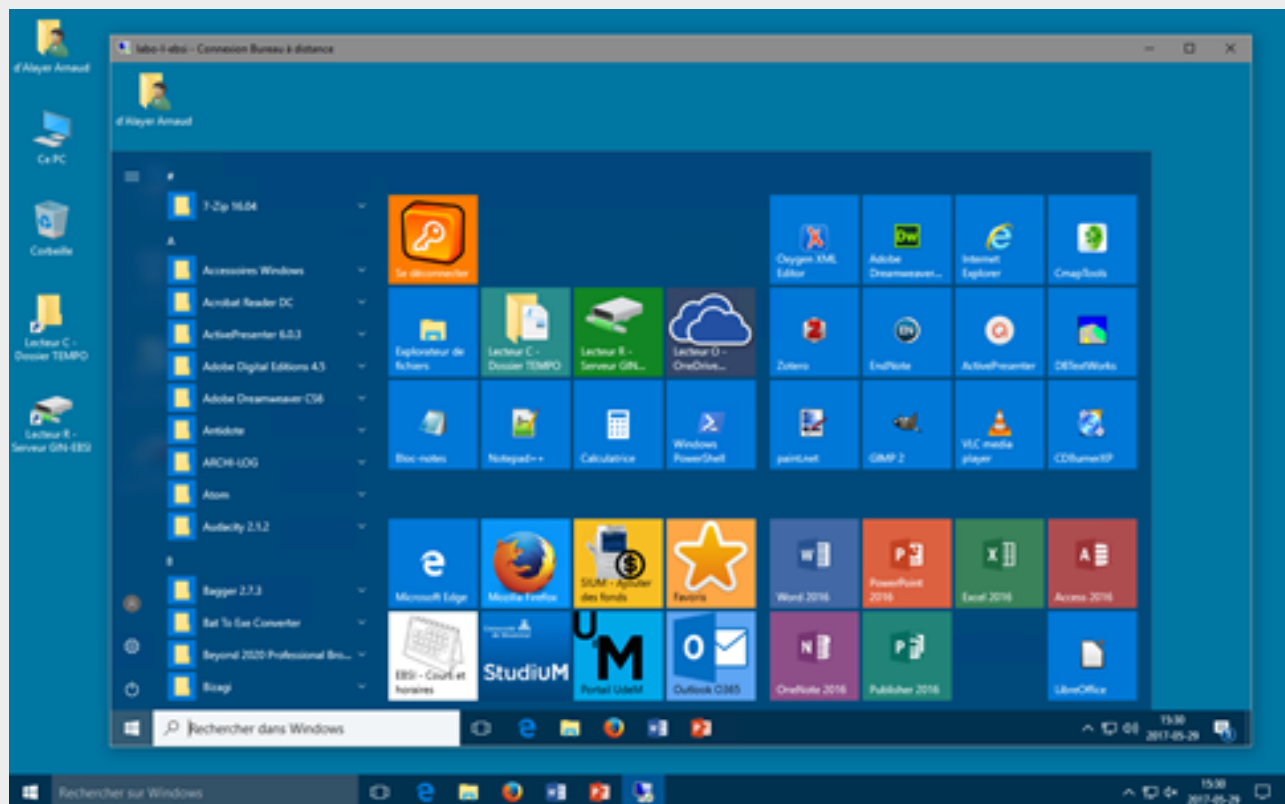 d'Alayer Arnaud
Ce PC
Corbeille
Lecteur C -
Dossier TEMPO
Lecteur R -
Serveur GIN-EBSI
labo-II-ebsi - Connexion Bureau à distance
d'Alayer Arnaud
#
7-Zip 16.04
A
Accessoires Windows
Acrobat Reader DC
ActivePresenter 6.0.3
Adobe Digital Editions 4.5
Adobe Dreamweaver CS6
Antidote
ARCHI-LOG
Atom
Audacity 2.1.2
B
Bagger 2.7.3
Bat To Exe Converter
Beyond 2020 Professional Bro...
Bizagi
Se déconnecter
Explorateur de
fichiers
Lecteur C -
Dossier TEMPO
Lecteur R -
Serveur GIN...
Lecteur O -
OneDrive...
Bloc-notes
Notepad++
Calculatrice
Windows
PowerShell
Oxygen XML
Editor
Dw
Adobe
Dreamweaver...
Internet
Explorer
CmapTools
Zotero
EN
EndNote
ActivePresenter
DBTextWorks
paint.net
GIMP 2
VLC media
player
CDBurnerXP
Microsoft Edge
Mozilla Firefox
SIUM - Ajouter
des fonds
Favoris
EBSI - Cours et
horaires
StudiUM
UdeM
Portail UdeM
Outlook O365
Word 2016
PowerPoint
2016
Excel 2016
Access 2016
OneNote 2016
Publisher 2016
LibreOffice
Rechercher dans Windows
15:30
2017-05-29
Rechercher sur Windows
15:30
2017-05-29